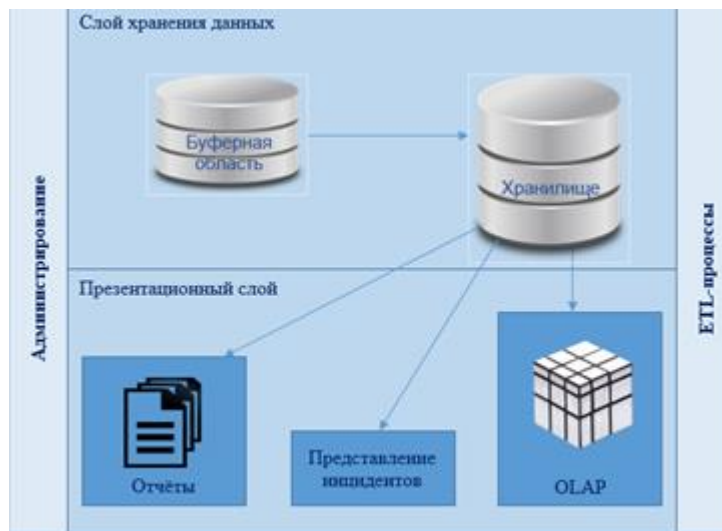 Слой хранения данных
Буферная
область
Хранилище
Администрирование
ETL-процессы
Презентационный слой
Отчёты
Представление
инцидентов
OLAP